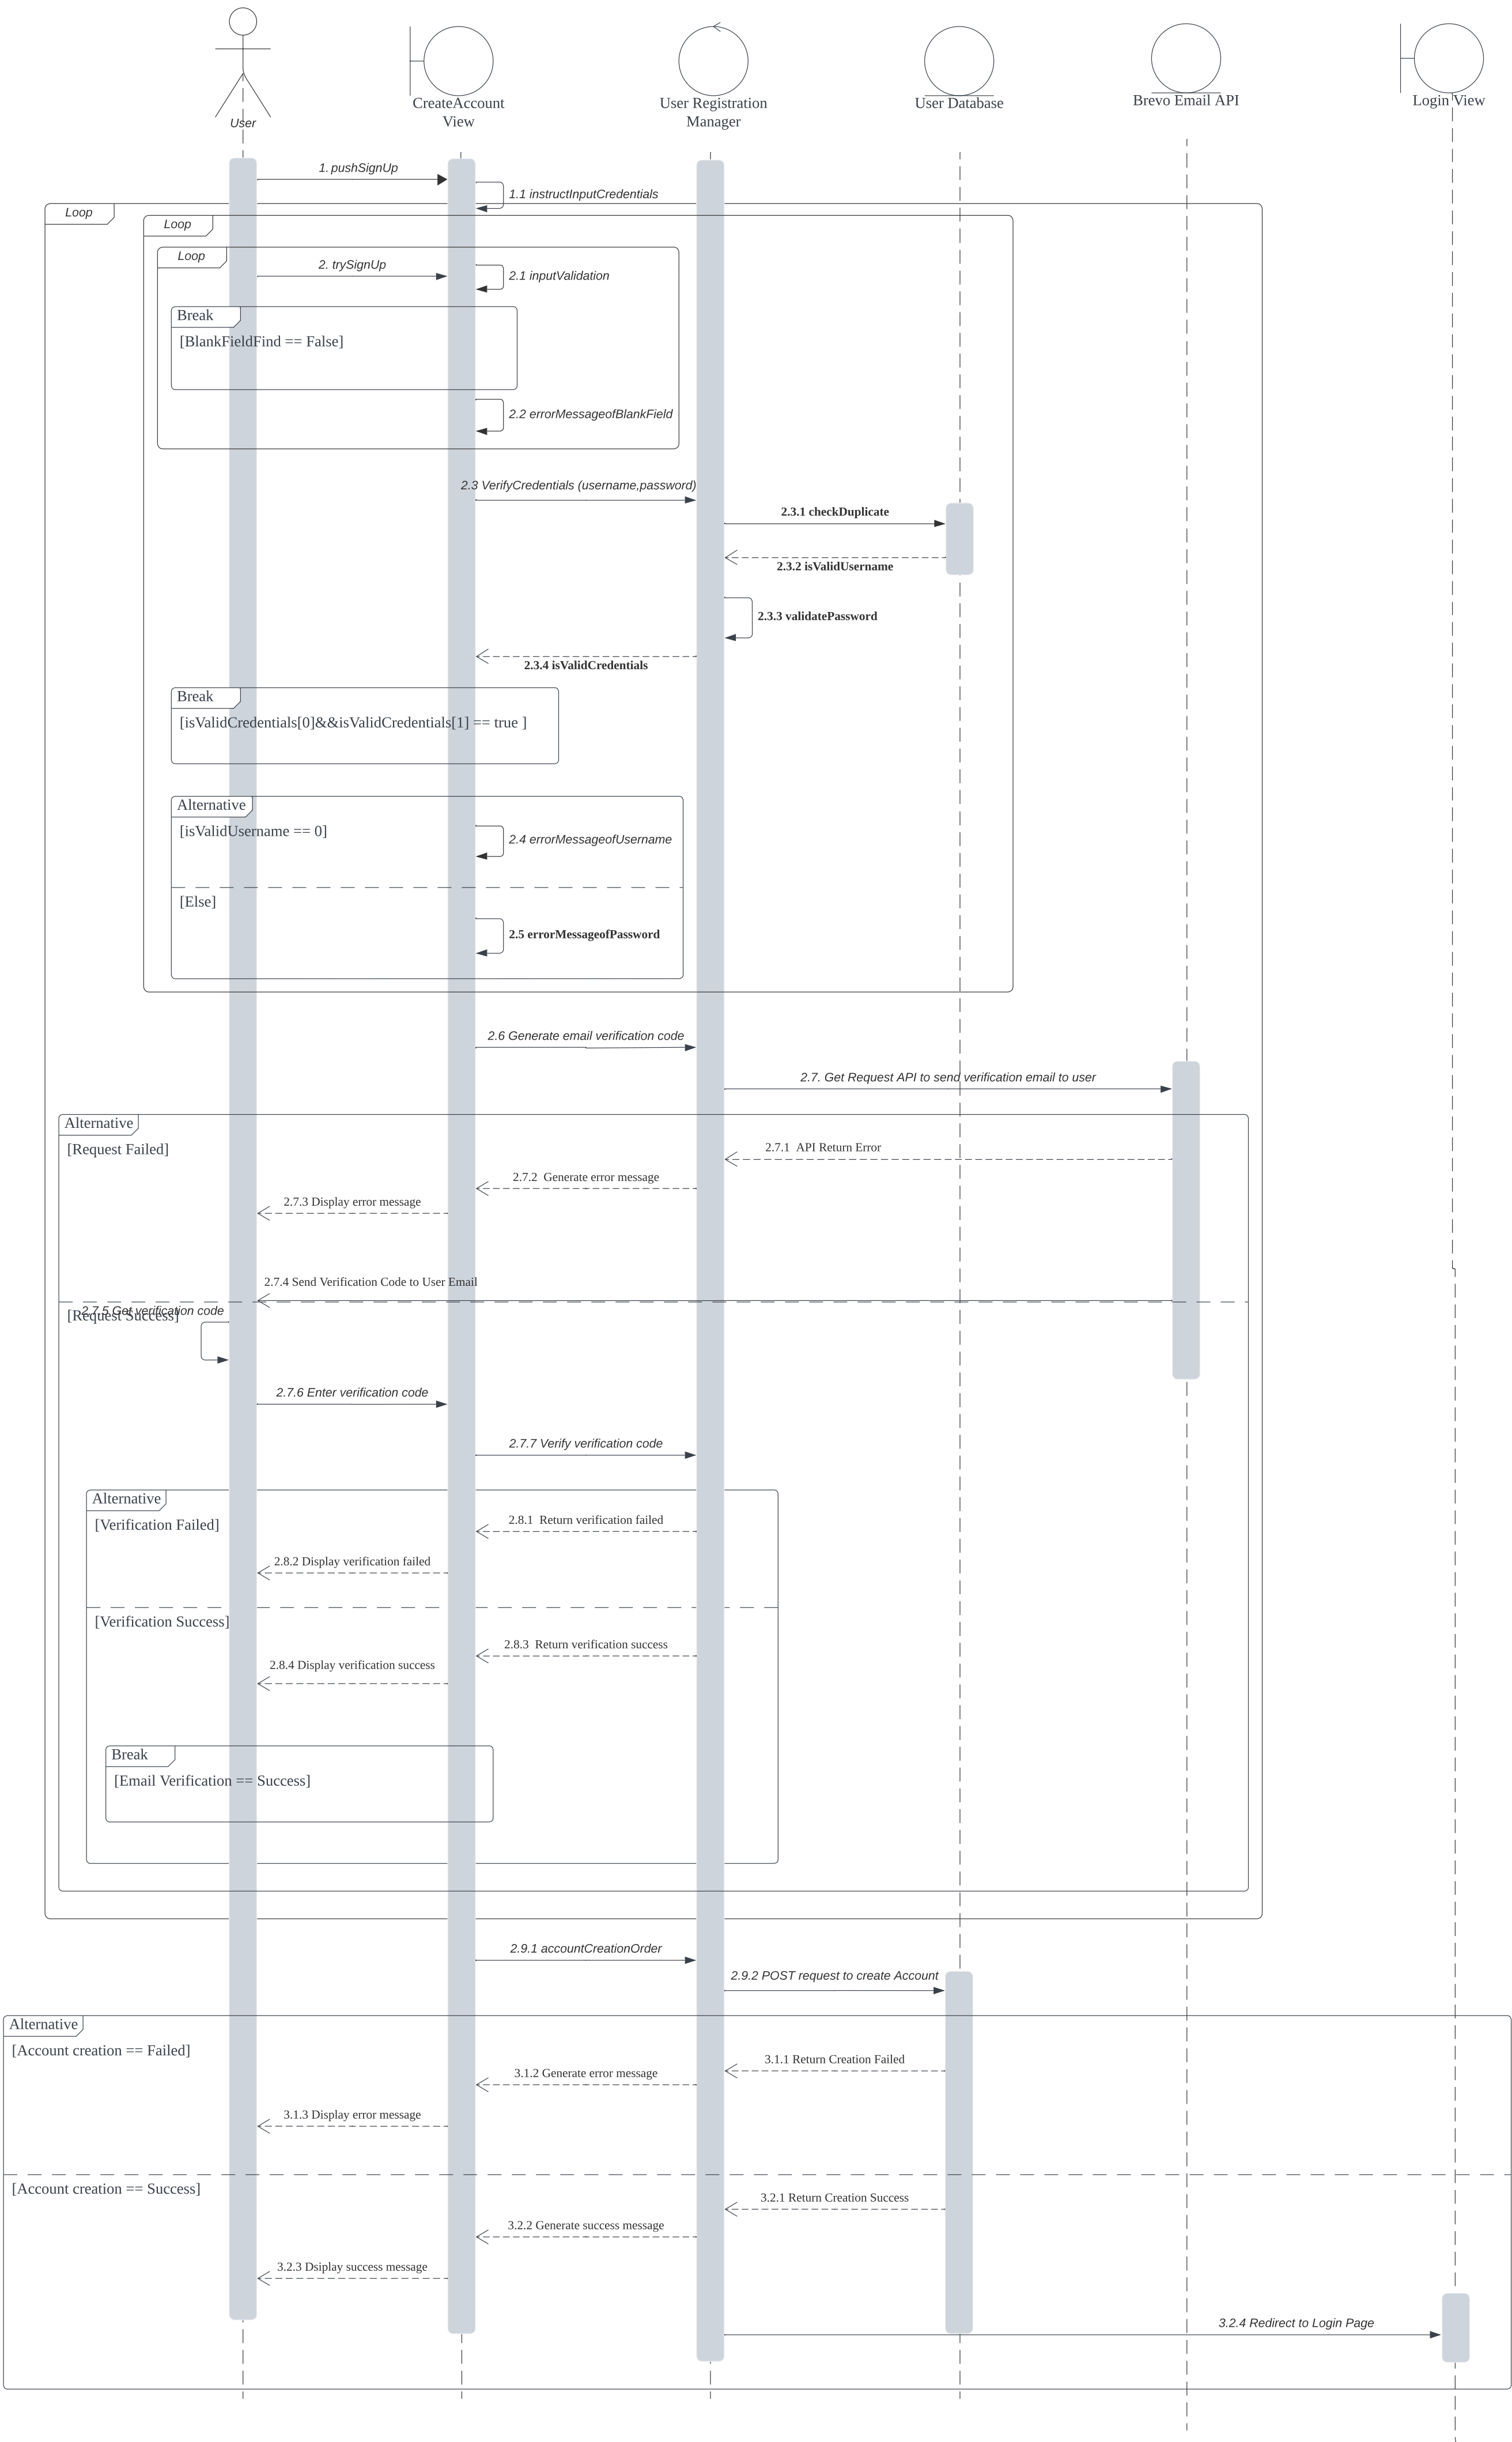 User
CreateAccount
View
User Registration
Manager
User Database
Brevo Email API
Login View
1. pushSignUp
1.1 instructInputCredentials
Loop
Loop
Loop
2. trySignUp
2.1 inputValidation
Break
[BlankFieldFind == False]
2.2 errorMessageofBlankField
2.3 VerifyCredentials (username,password)
2.3.1 checkDuplicate
2.3.2 isValidUsername
2.3.3 validatePassword
2.3.4 isValidCredentials
Break
[isValidCredentials[0]&&isValidCredentials[1] == true ]
Alternative
[isValidUsername == 0]
2.4 errorMessageofUsername
[Else]
2.5 errorMessageofPassword
2.6 Generate email verification code
2.7. Get Request API to send verification email to user
Alternative
[Request Failed]
2.7.1 API Return Error
2.7.2 Generate error message
2.7.3 Display error message
2.7.4 Send Verification Code to User Email
2.7.5 Get verification code
[Request Success]
2.7.6 Enter verification code
2.7.7 Verify verification code
Alternative
[Verification Failed]
2.8.1 Return verification failed
2.8.2 Display verification failed
[Verification Success]
2.8.3 Return verification success
2.8.4 Display verification success
Break
[Email Verification == Success]
2.9.1 accountCreationOrder
2.9.2 POST request to create Account
Alternative
[Account creation == Failed]
3.1.1 Return Creation Failed
3.1.2 Generate error message
3.1.3 Display error message
[Account creation == Success]
3.2.1 Return Creation Success
3.2.2 Generate success message
3.2.3 Dsiplay success message
3.2.4 Redirect to Login Page